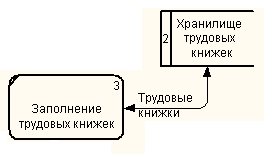 2
Хранилище
трудовых
книжек
3
Заполнение
трудовых книжек
Трудовые
книжки